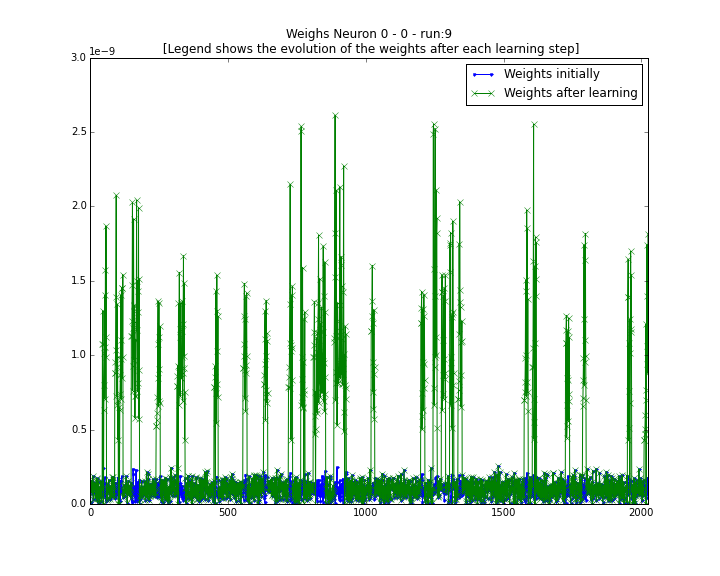 Weighs Neuron 0 - 0 - run:9
[Legend shows the evolution of the weights after each learning step]
1e−9
Weights initially
Weights after learning
3.0
2.5
2.0
1.5
1.0
0.5
0.0
0
500
1000
1500
2000